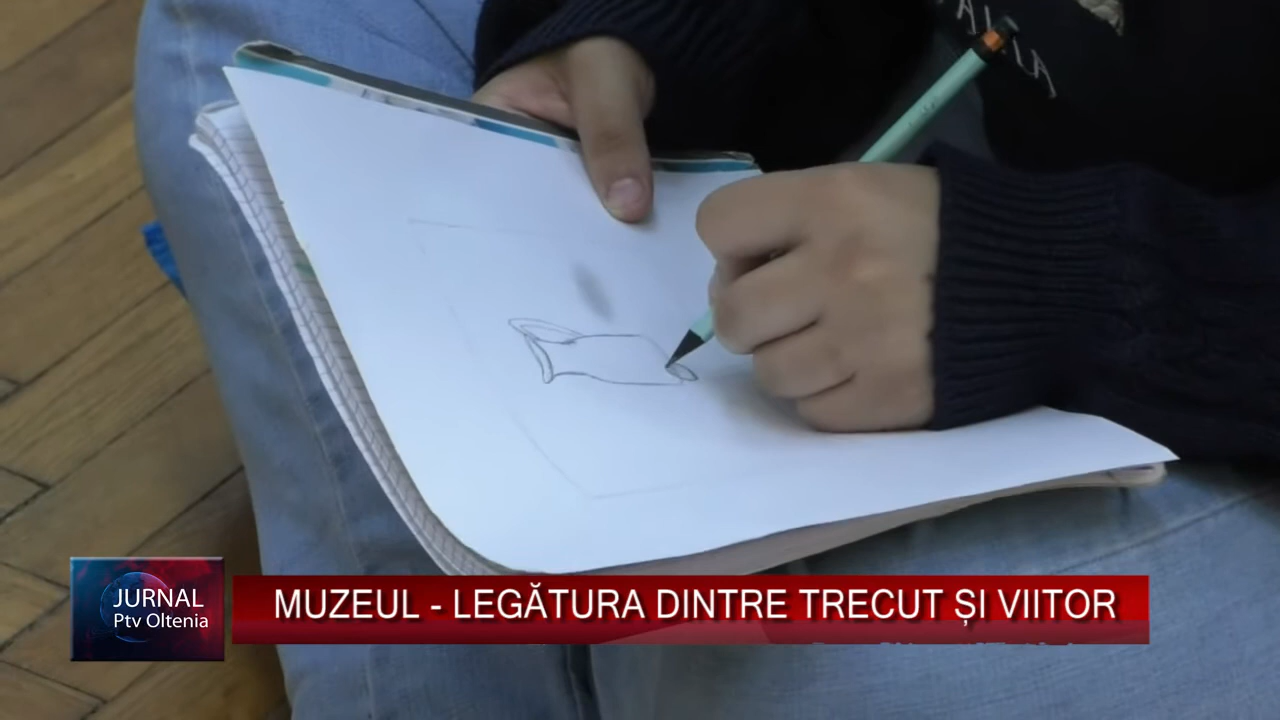 JURNAL
Ptv Oltenia
MUZEUL - LEGĂTURA DINTRE TRECUT ȘI VIITOR